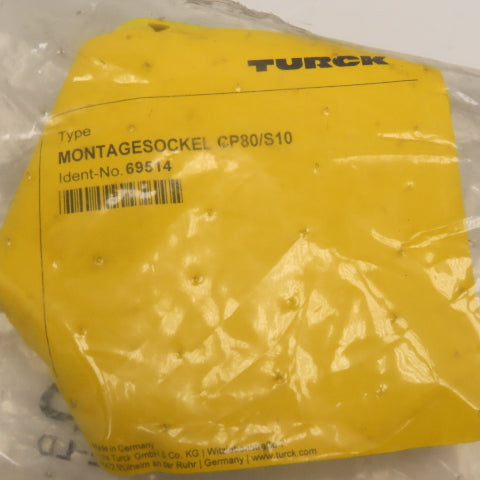 TURCK
Type
MONTAGESOCKEL CP80/S10
Ident-No. 69514
Made in Germany
Turck GmbH & Co. KG | Witzlebenstraße
Mülheim an der Ruhr | Germany | www.turck.com